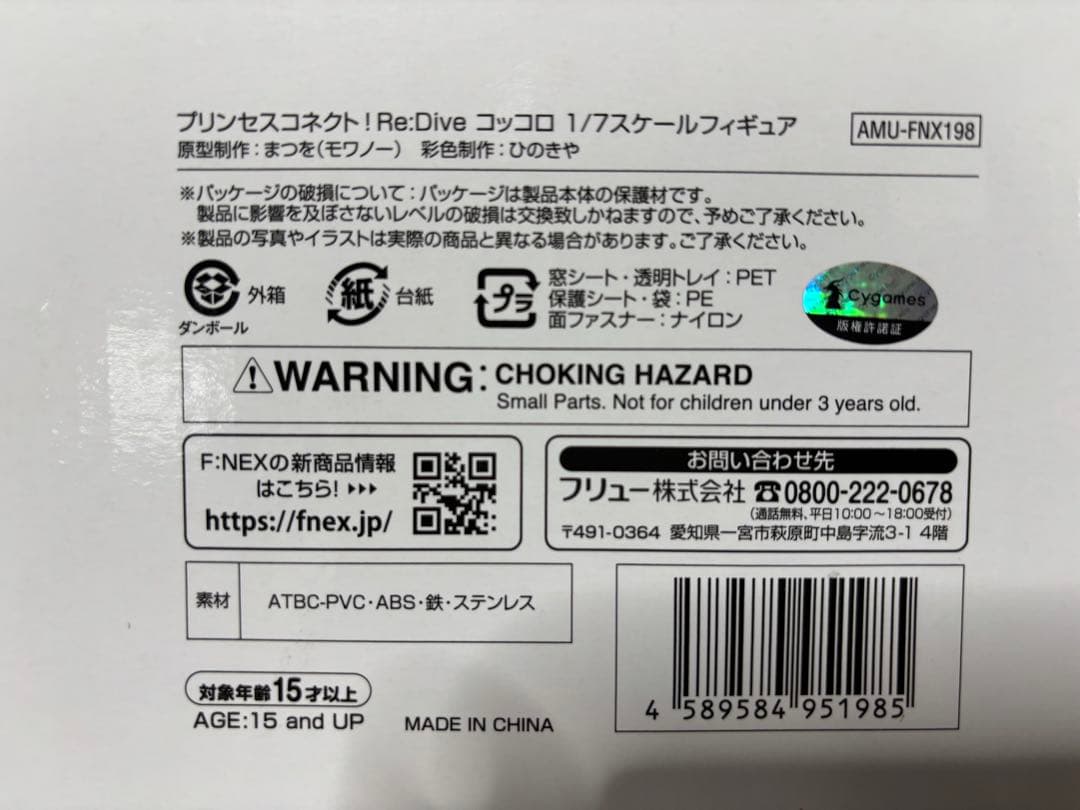 プリンセスコネクト！Re:Dive コッコロ 1/7スケールフィギュア
AMU-FNX198
原型制作：まつを（モワノー） 彩色制作：ひのきや
※パッケージの破損について：パッケージは製品本体の保護材です。
製品に影響を及ぼさないレベルの破損は交換致しかねますので、予めご了承ください。
※製品の写真やイラストは実際の商品と異なる場合があります。ご了承ください。
外箱
ダンボール
紙
台紙
プラ
窓シート・透明トレイ：PET
保護シート・袋：PE
面ファスナー：ナイロン
Cygames
版権許諾証
WARNING: CHOKING HAZARD
Small Parts. Not for children under 3 years old.
F:NEXの新商品情報
はこちら！▸▸▸
https://fnex.jp/
お問い合わせ先
フリュー株式会社 ☎0800-222-0678
（通話無料、平日10:00～18:00受付）
〒491-0364 愛知県一宮市萩原町中島字流3-1 4階
素材
ATBC-PVC・ABS・鉄・ステンレス
4 589584 951985
対象年齢15才以上
AGE:15 and UP
MADE IN CHINA